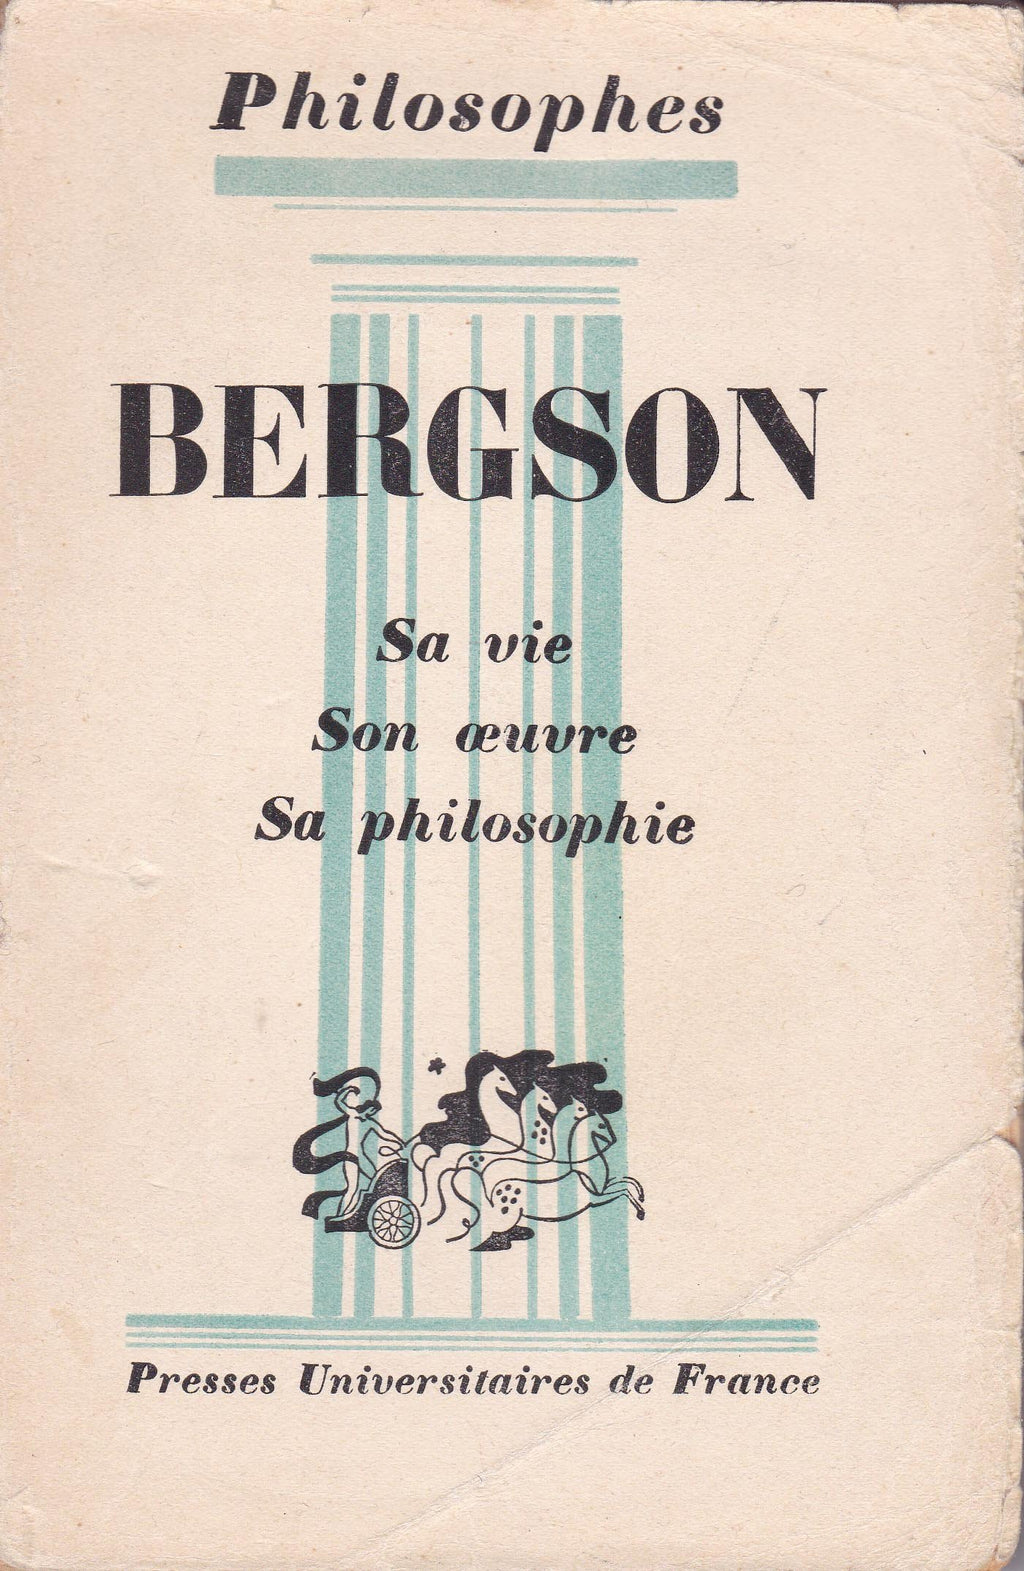 Philosophes
BERGSON
Sa vie
Son œuvre
Sa philosophie
Presses Universitaires de France